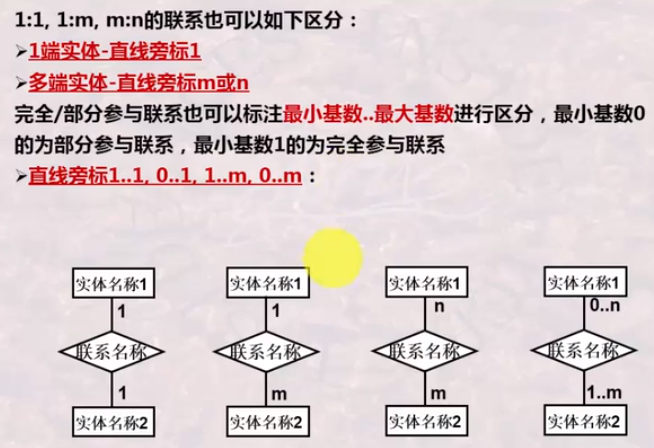 1:1, 1:m, m:n的联系也可以如下区分：
➢1端实体-直线旁标1
➢多端实体-直线旁标m或n
完全/部分参与联系也可以标注最小基数..最大基数进行区分，最小基数0
的为部分参与联系，最小基数1的为完全参与联系
➢直线旁标1..1, 0..1, 1..m, 0..m：
实体名称1 实体名称1 实体名称1 实体名称1
1 1 n 0..n
联系名称 联系名称 联系名称 联系名称
1 m m 1..m
实体名称2 实体名称2 实体名称2 实体名称2